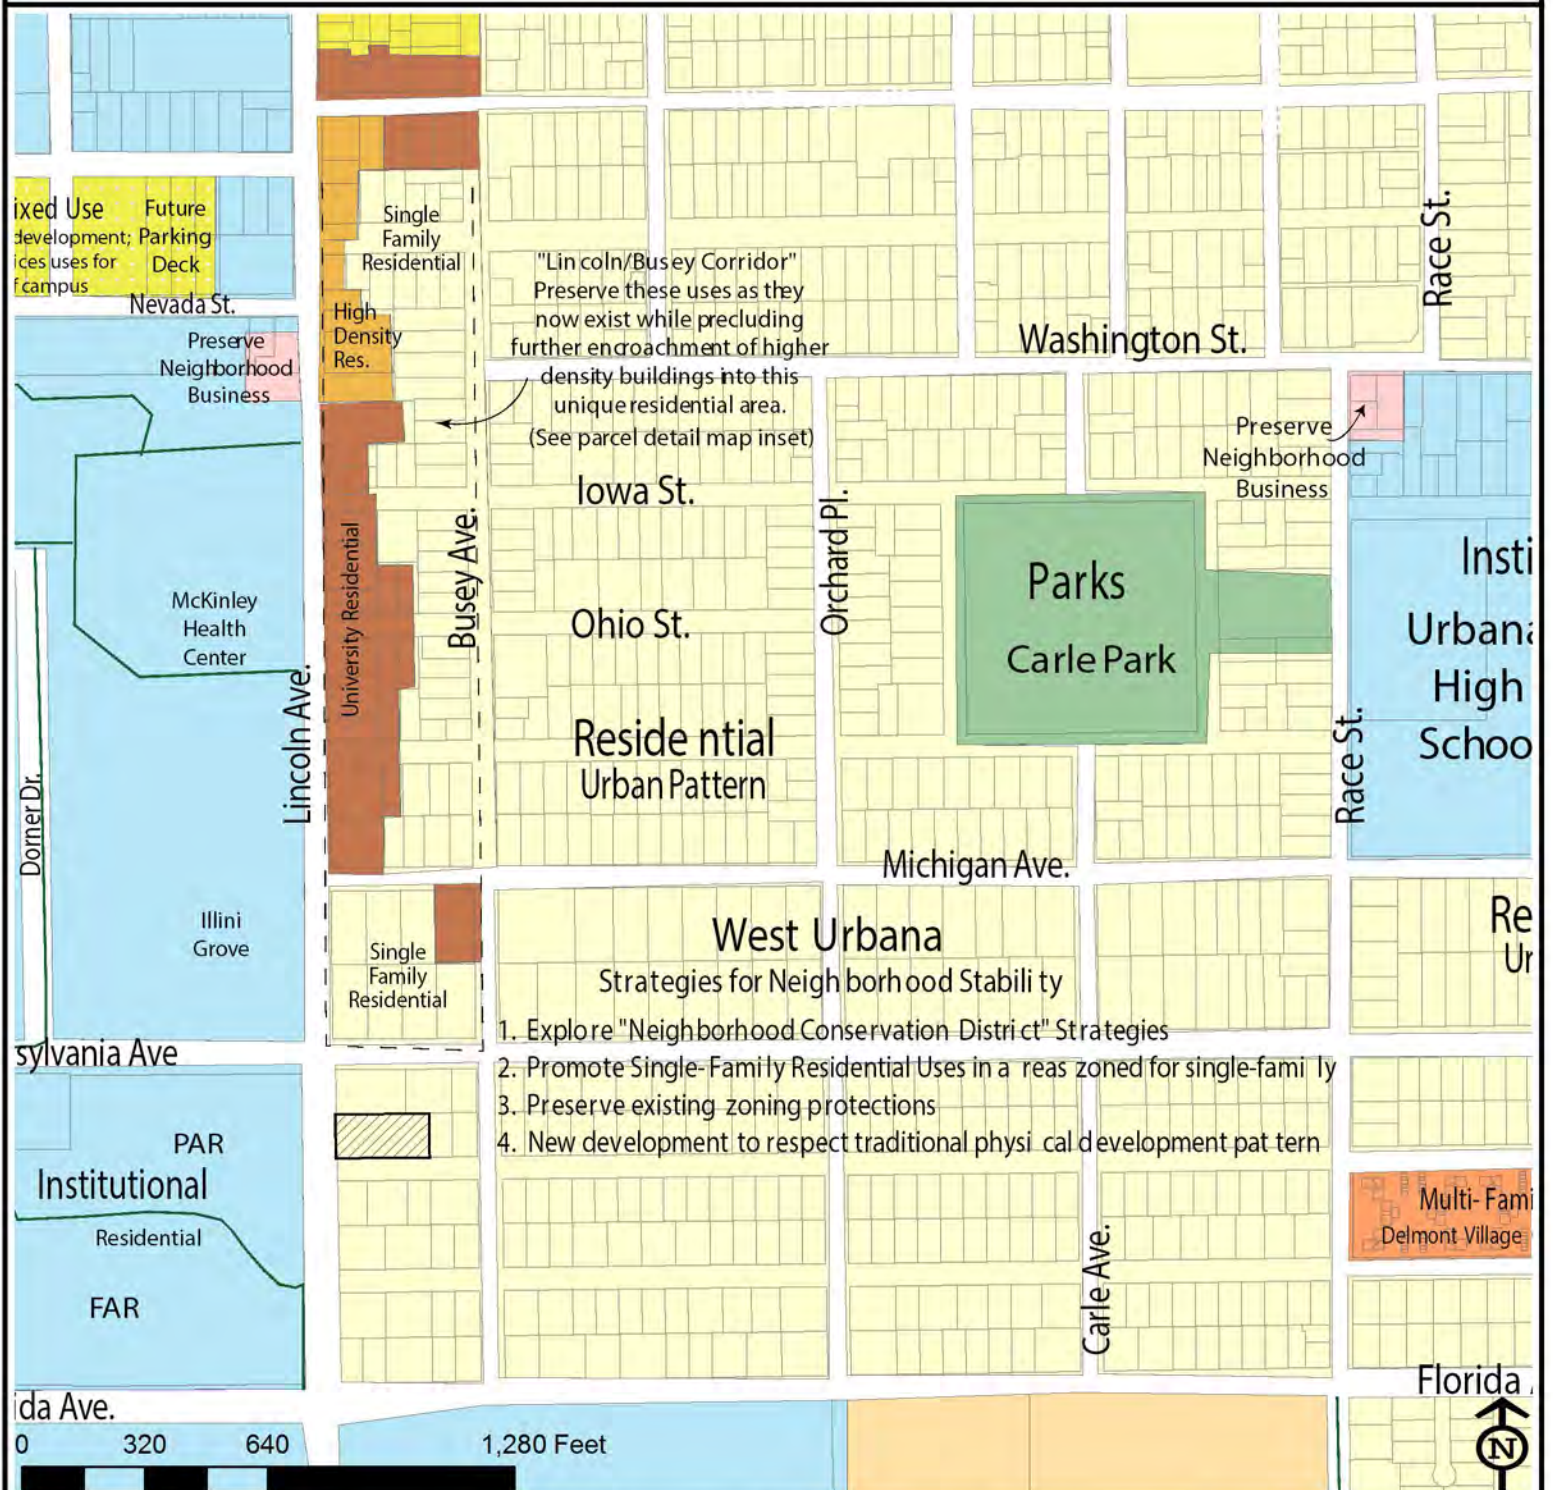 ixed Use
development;
ices uses for
f campus
Future
Parking
Deck
Nevada St.
Preserve
Neighborhood
Business
Single
Family
Residential
High
Density
Res.
"Lincoln/Busey Corridor"
Preserve these uses as they
now exist while precluding
further encroachment of higher
density buildings into this
unique residential area.
(See parcel detail map inset)
Washington St.
Race St.
Preserve
Neighborhood
Business
Iowa St.
Ohio St.
Busey Ave.
Orchard Pl.
University Residential
McKinley
Health
Center
Lincoln Ave.
Dorner Dr.
Parks
Carle Park
Insti
Urbana
High
Schoo
Race St.
Residential
Urban Pattern
Michigan Ave.
Illini
Grove
Single
Family
Residential
West Urbana
Strategies for Neighborhood Stability
1. Explore "Neighborhood Conservation District" Strategies
2. Promote Single-Family Residential Uses in areas zoned for single-family
3. Preserve existing zoning protections
4. New development to respect traditional physical development pattern
Re
Ur
sylvania Ave
PAR
Institutional
Residential
FAR
Multi-Fami
Delmont Village
Carle Ave.
Florida
ida Ave.
0 320 640 1,280 Feet
N